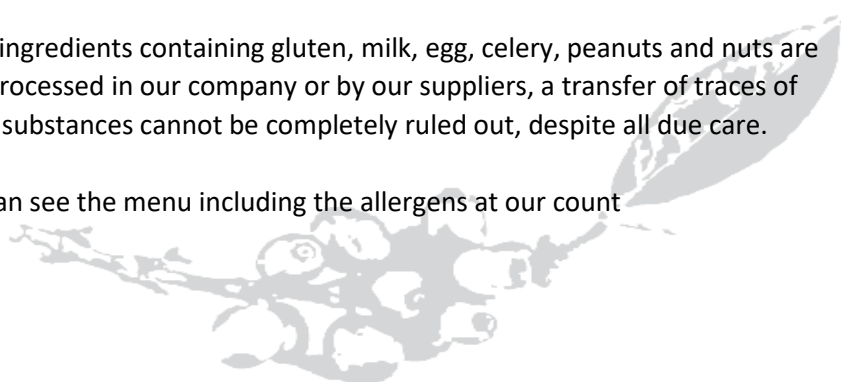 ingredients containing gluten, milk, egg, celery, peanuts and nuts are
rocessed in our company or by our suppliers, a transfer of traces of
substances cannot be completely ruled out, despite all due care.
an see the menu including the allergens at our count